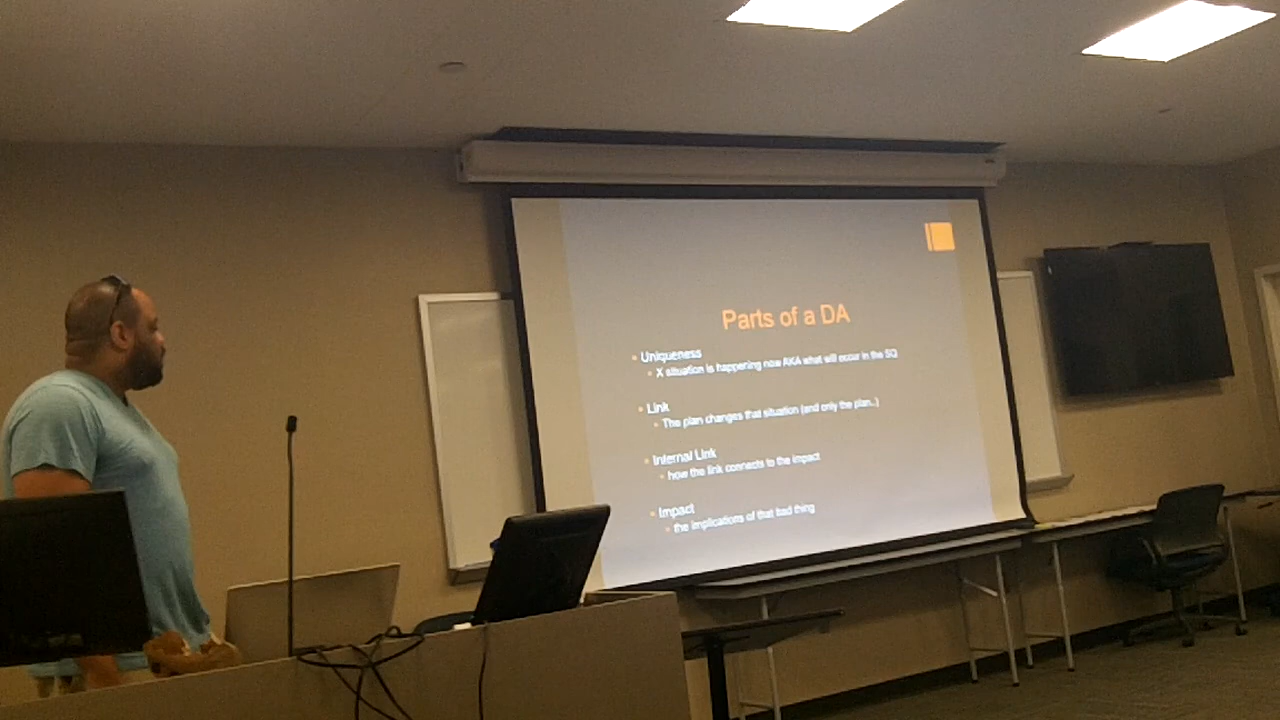 Parts of a DA
Uniqueness
X situation is happening now AKA what will occur in the SQ
Link
The plan changes that situation (and only the plan..)
Internal Link
how the link connects to the impact
Impact
the implications of that bad thing